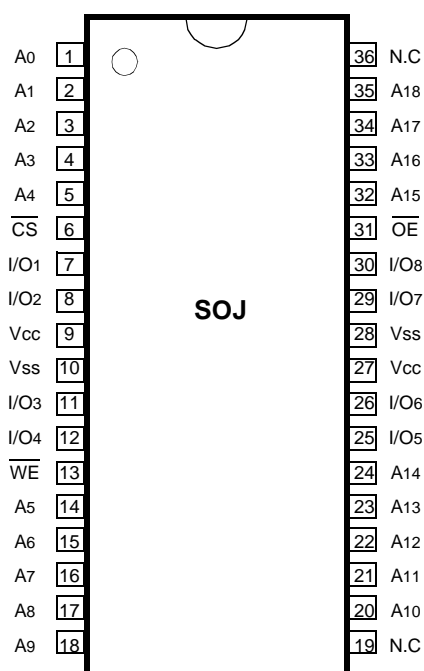 A0 1 36 N.C
A1 2 35 A18
A2 3 34 A17
A3 4 33 A16
A4 5 32 A15
C̅S̅ 6 31 O̅E̅
I/O1 7 30 I/O8
I/O2 8 29 I/O7
SOJ
Vcc 9 28 Vss
Vss 10 27 Vcc
I/O3 11 26 I/O6
I/O4 12 25 I/O5
W̅E̅ 13 24 A14
A5 14 23 A13
A6 15 22 A12
A7 16 21 A11
A8 17 20 A10
A9 18 19 N.C